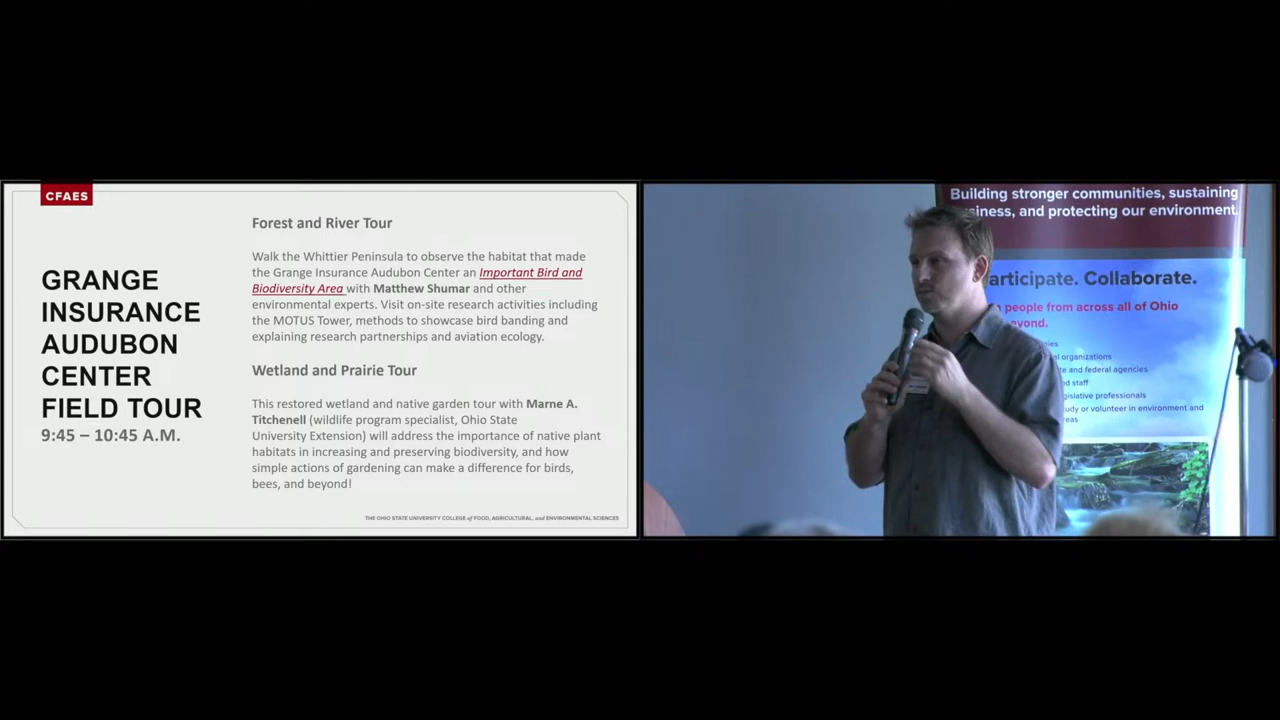 CFAES
GRANGE
INSURANCE
AUDUBON
CENTER
FIELD TOUR
9:45 – 10:45 A.M.
Forest and River Tour
Walk the Whittier Peninsula to observe the habitat that made
the Grange Insurance Audubon Center an Important Bird and
Biodiversity Area with Matthew Shumar and other
environmental experts. Visit on-site research activities including
the MOTUS Tower, methods to showcase bird banding and
explaining research partnerships and aviation ecology.
Wetland and Prairie Tour
This restored wetland and native garden tour with Marne A.
Titchenell (wildlife program specialist, Ohio State
University Extension) will address the importance of native plant
habitats in increasing and preserving biodiversity, and how
simple actions of gardening can make a difference for birds,
bees, and beyond!
THE OHIO STATE UNIVERSITY COLLEGE of FOOD, AGRICULTURAL, and ENVIRONMENTAL SCIENCES
Building stronger communities, sustaining
and protecting our environment.
Collaborate.
people from across all of Ohio
organizations
and federal agencies
staff
professionals
or volunteer in environment and